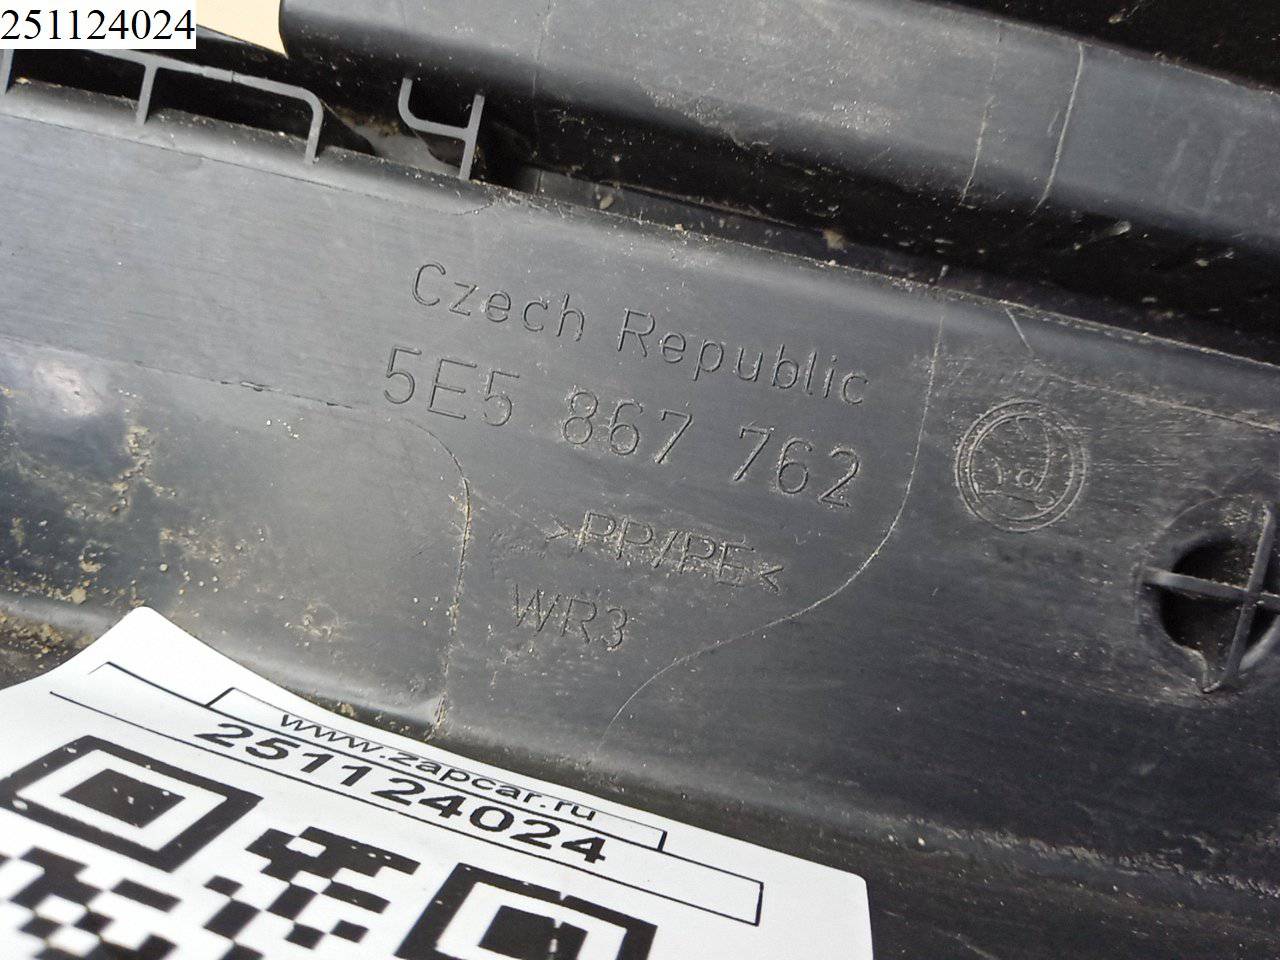 251124024
Czech Republic
5E5 867 762
>PP/PE<
WR3
www.zapcar.ru
251124024